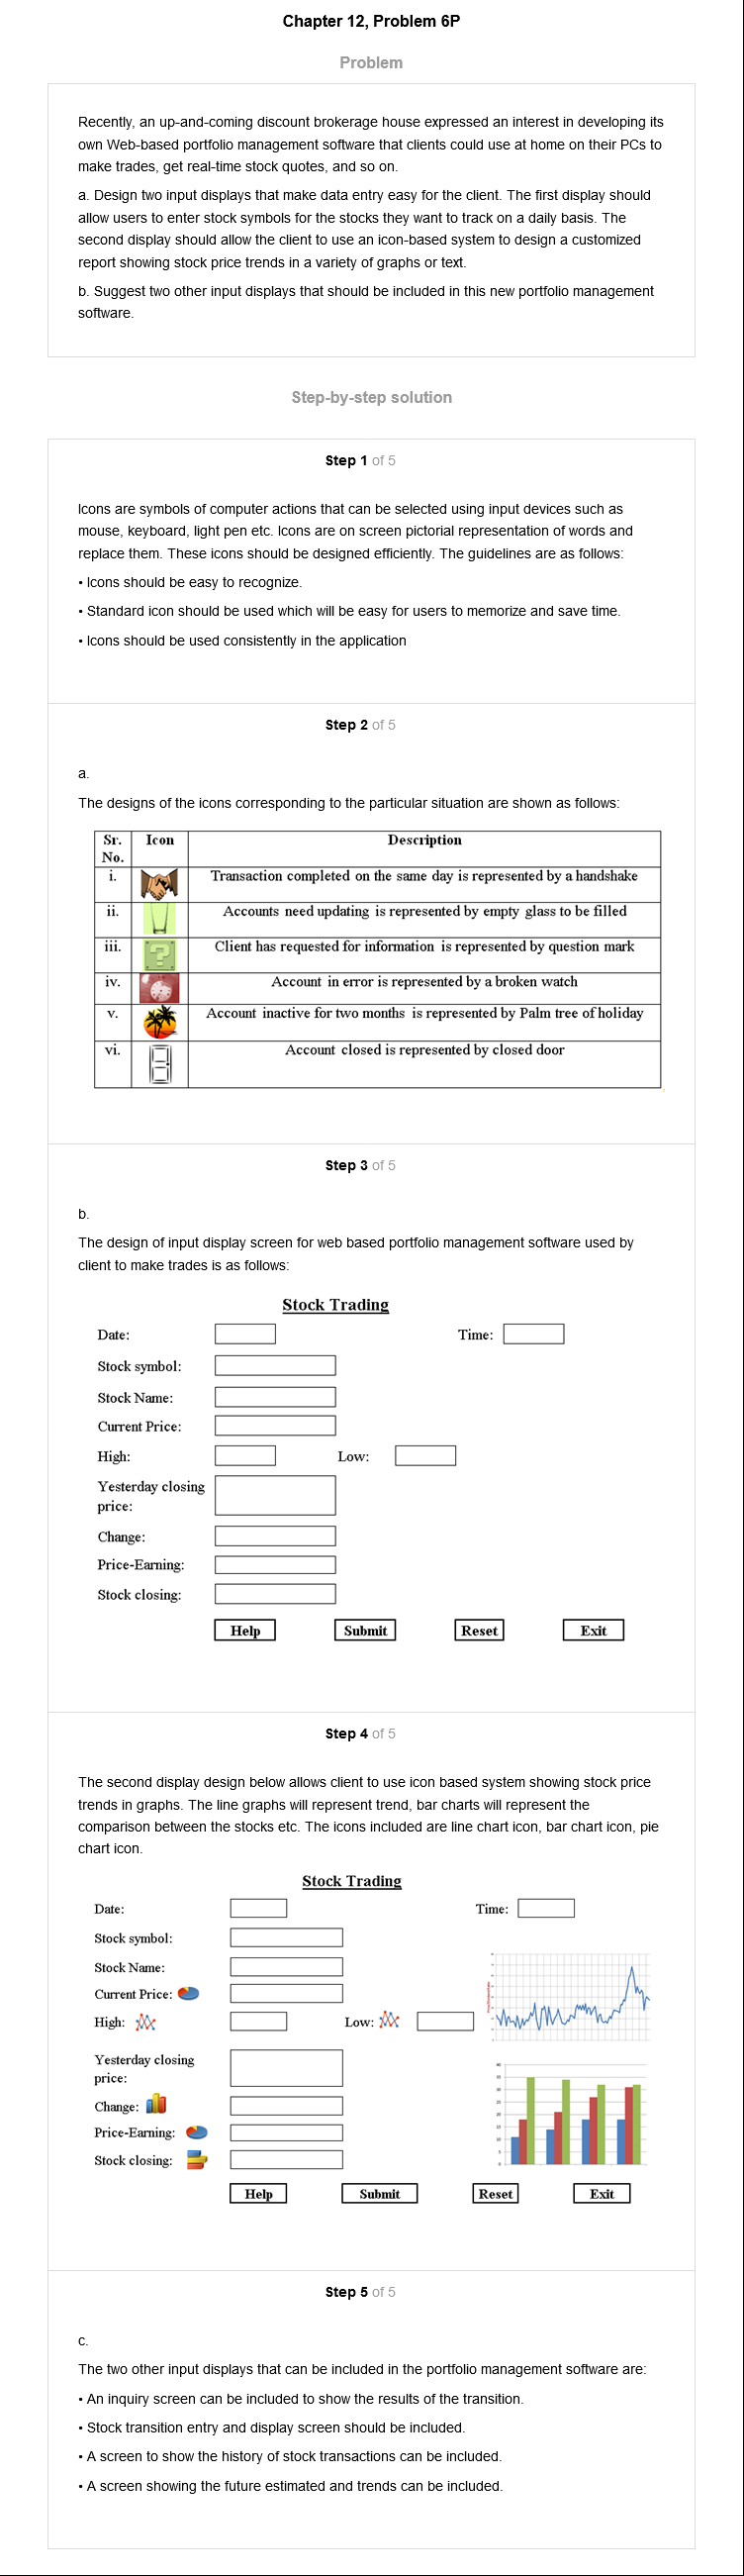 Chapter 12, Problem 6P
Problem
Recently, an up-and-coming discount brokerage house expressed an interest in developing its
own Web-based portfolio management software that clients could use at home on their PCs to
make trades, get real-time stock quotes, and so on.
a. Design two input displays that make data entry easy for the client. The first display should
allow users to enter stock symbols for the stocks they want to track on a daily basis. The
second display should allow the client to use an icon-based system to design a customized
report showing stock price trends in a variety of graphs or text.
b. Suggest two other input displays that should be included in this new portfolio management
software.
Step-by-step solution
Step 1 of 5
Icons are symbols of computer actions that can be selected using input devices such as
mouse, keyboard, light pen etc. Icons are on screen pictorial representation of words and
replace them. These icons should be designed efficiently. The guidelines are as follows:
• Icons should be easy to recognize.
• Standard icon should be used which will be easy for users to memorize and save time.
• Icons should be used consistently in the application
Step 2 of 5
a.
The designs of the icons corresponding to the particular situation are shown as follows:
Sr. No. Icon Description
i. Transaction completed on the same day is represented by a handshake
ii. Accounts need updating is represented by empty glass to be filled
iii. Client has requested for information is represented by question mark
iv. Account in error is represented by a broken watch
v. Account inactive for two months is represented by Palm tree of holiday
vi. Account closed is represented by closed door
Step 3 of 5
b.
The design of input display screen for web based portfolio management software used by
client to make trades is as follows:
Stock Trading
Date: Time:
Stock symbol:
Stock Name:
Current Price:
High: Low:
Yesterday closing
price:
Change:
Price-Earning:
Stock closing:
Help Submit Reset Exit
Step 4 of 5
The second display design below allows client to use icon based system showing stock price
trends in graphs. The line graphs will represent trend, bar charts will represent the
comparison between the stocks etc. The icons included are line chart icon, bar chart icon, pie
chart icon.
Stock Trading
Date: Time:
Stock symbol:
Stock Name:
Current Price:
High: Low:
Yesterday closing
price:
Change:
Price-Earning:
Stock closing:
Help Submit Reset Exit
Step 5 of 5
c.
The two other input displays that can be included in the portfolio management software are:
• An inquiry screen can be included to show the results of the transition.
• Stock transition entry and display screen should be included.
• A screen to show the history of stock transactions can be included.
• A screen showing the future estimated and trends can be included.